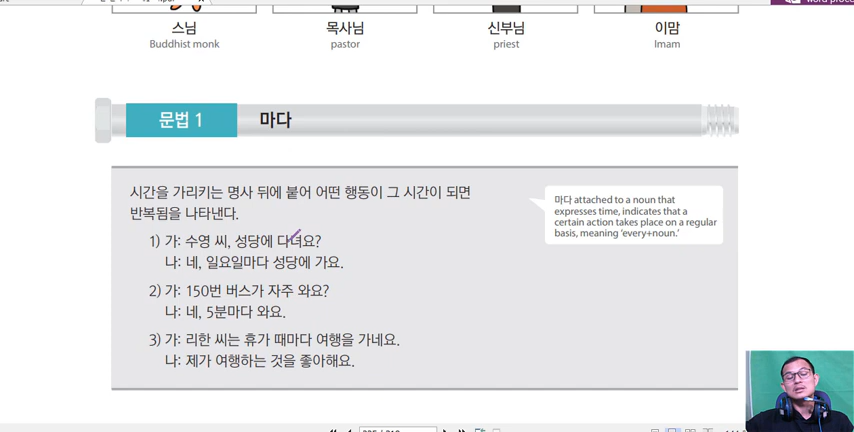 스님
목사님
신부님
이맘
Buddhist monk
pastor
priest
Imam
문법 1
마다
시간을 가리키는 명사 뒤에 붙어 어떤 행동이 그 시간이 되면
반복됨을 나타낸다.
마다 attached to a noun that
expresses time, indicates that a
certain action takes place on a regular
basis, meaning ‘every+noun.’
1) 가: 수영 씨, 성당에 다녀요?
나: 네, 일요일마다 성당에 가요.
2) 가: 150번 버스가 자주 와요?
나: 네, 5분마다 와요.
3) 가: 리한 씨는 휴가 때마다 여행을 가네요.
나: 제가 여행하는 것을 좋아해요.